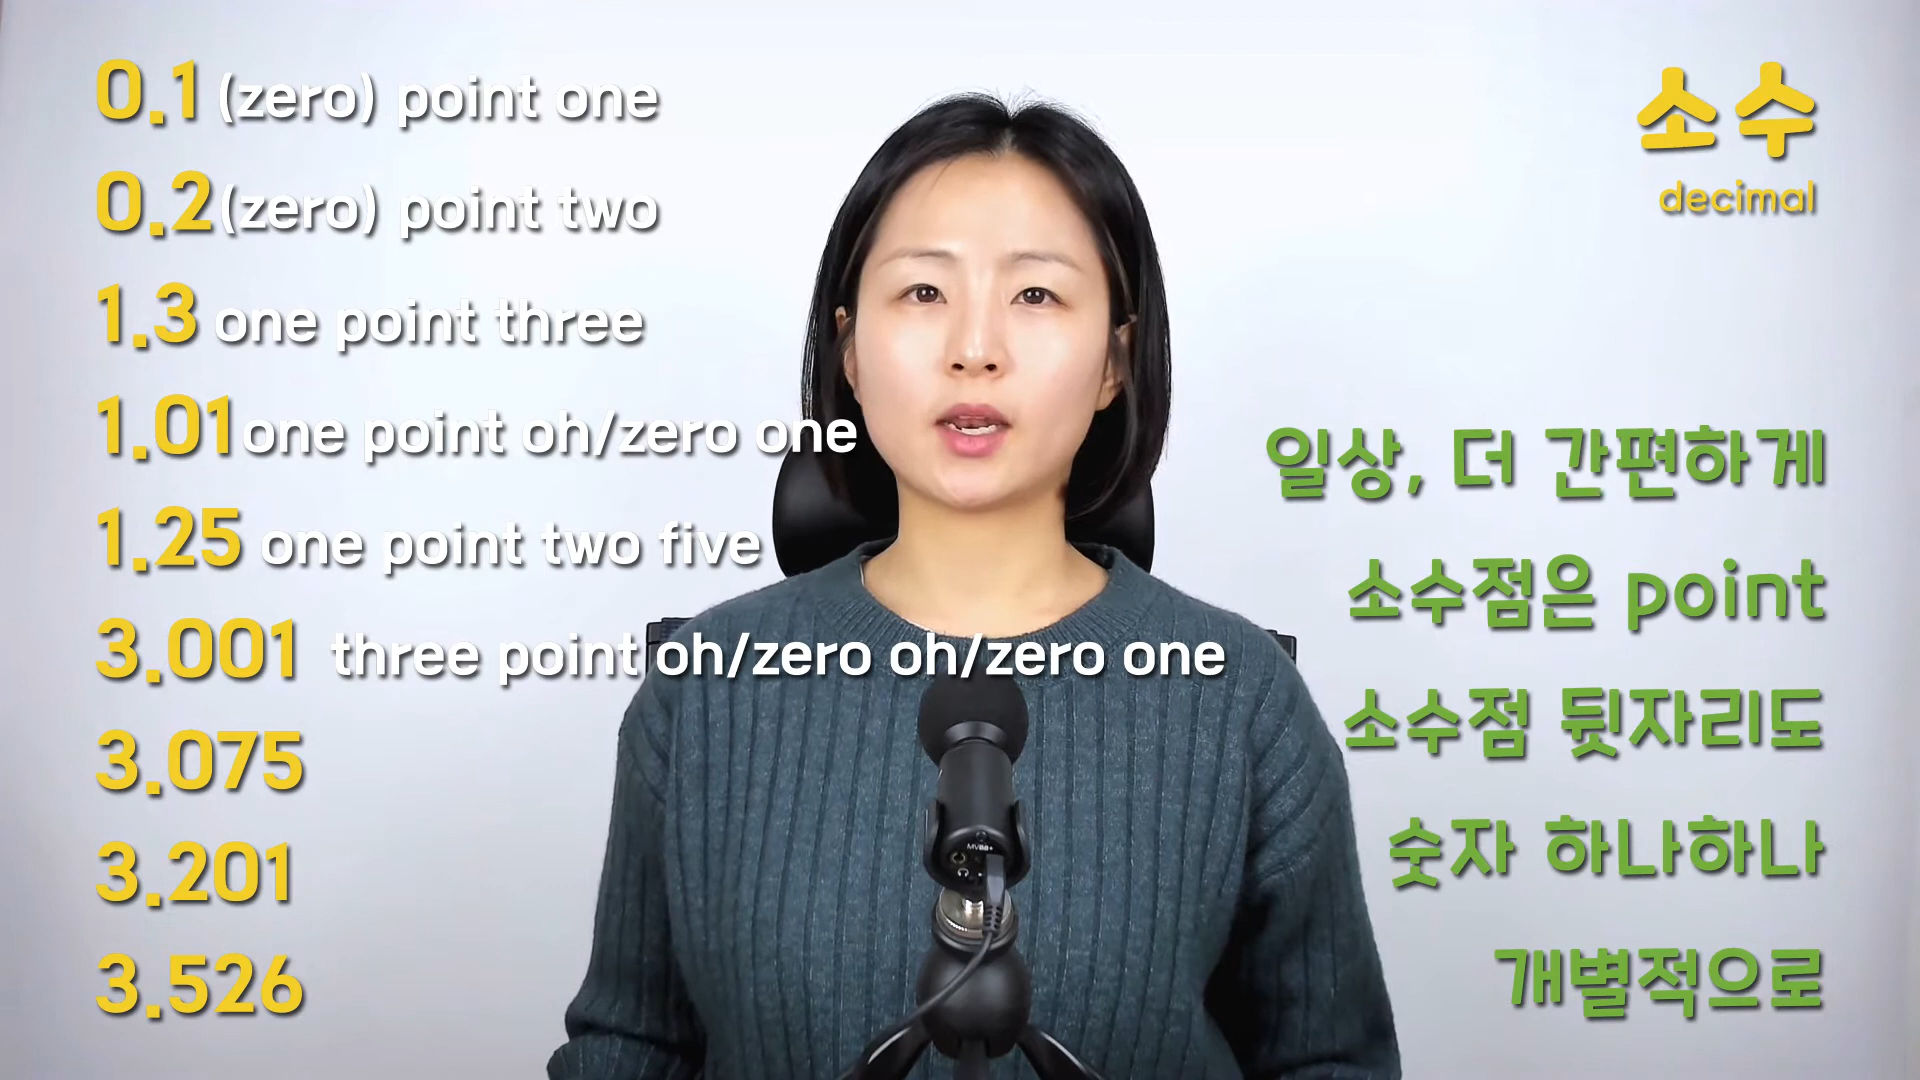 0.1 (zero) point one
0.2 (zero) point two
1.3 one point three
1.01 one point oh/zero one
1.25 one point two five
3.001 three point oh/zero oh/zero one
3.075
3.201
3.526
소수
decimal
일상, 더 간편하게
소수점은 point
소수점 뒷자리도
숫자 하나하나
개별적으로
MV88+